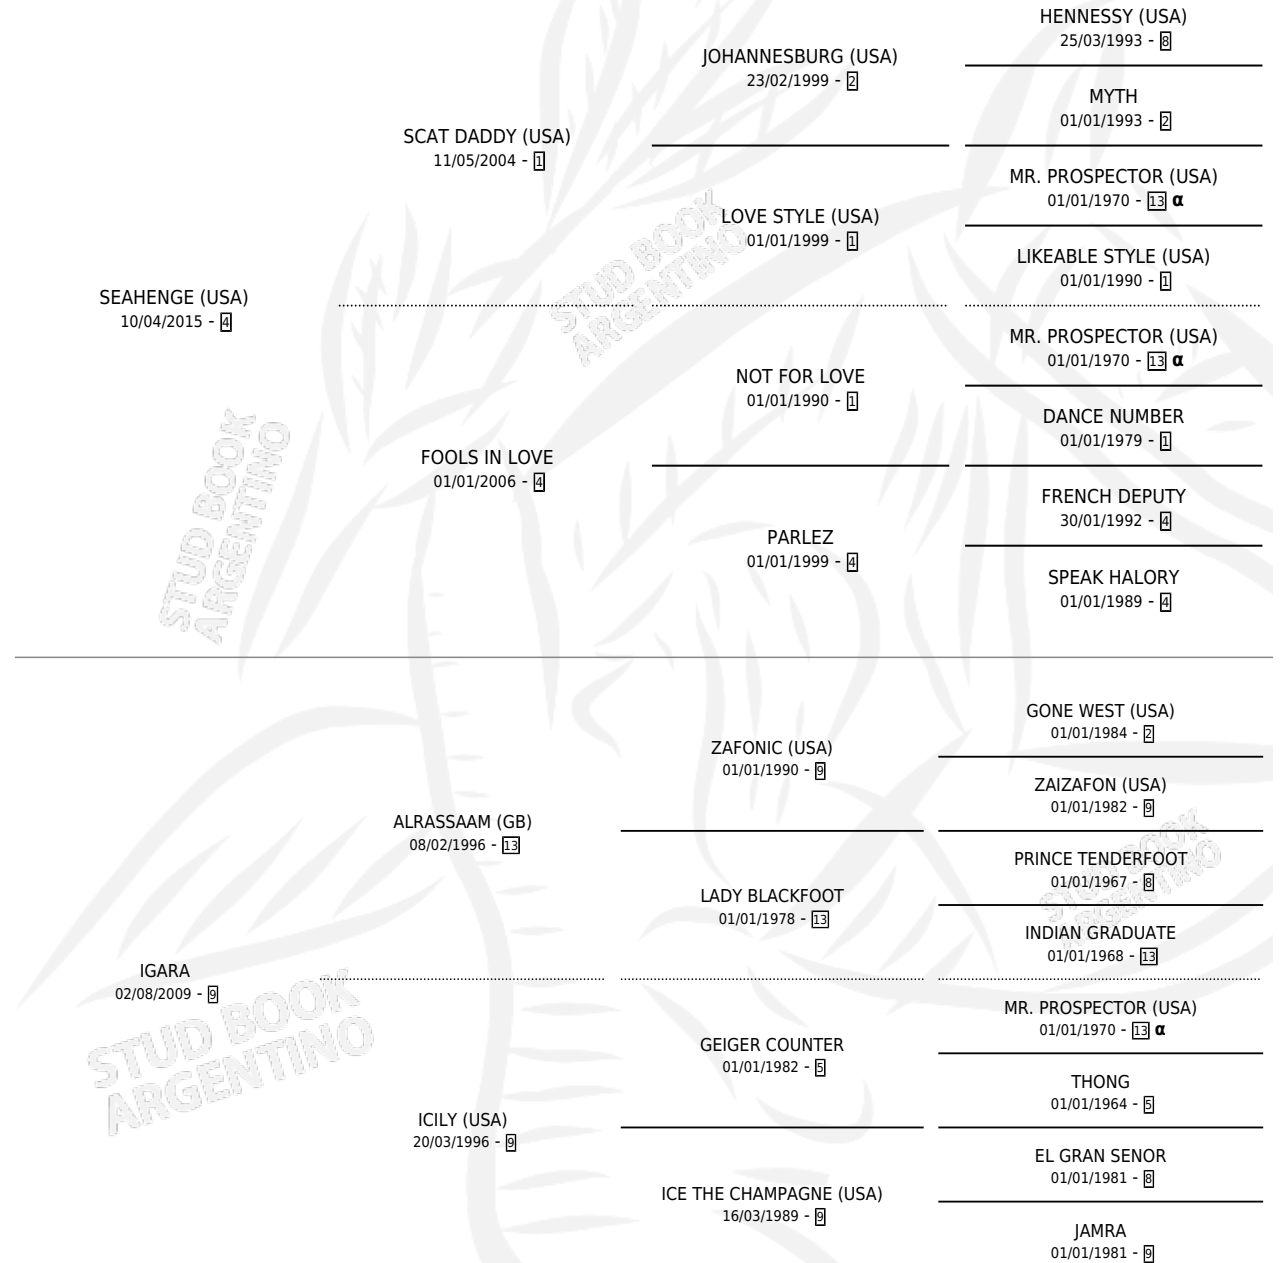 HENNESSY (USA)
25/03/1993 - 8
JOHANNESBURG (USA)
23/02/1999 - 2
MYTH
01/01/1993 - 2
SCAT DADDY (USA)
11/05/2004 - 1
MR. PROSPECTOR (USA)
01/01/1970 - 13 α
LOVE STYLE (USA)
01/01/1999 - 1
LIKEABLE STYLE (USA)
01/01/1990 - 1
SEAHENGE (USA)
10/04/2015 - 4
MR. PROSPECTOR (USA)
01/01/1970 - 13 α
NOT FOR LOVE
01/01/1990 - 1
DANCE NUMBER
01/01/1979 - 1
FOOLS IN LOVE
01/01/2006 - 4
FRENCH DEPUTY
30/01/1992 - 4
PARLEZ
01/01/1999 - 4
SPEAK HALORY
01/01/1989 - 4
GONE WEST (USA)
01/01/1984 - 2
ZAFONIC (USA)
01/01/1990 - 9
ZAIZAFON (USA)
01/01/1982 - 9
ALRASSAAM (GB)
08/02/1996 - 13
PRINCE TENDERFOOT
01/01/1967 - 8
LADY BLACKFOOT
01/01/1978 - 13
INDIAN GRADUATE
01/01/1968 - 13
IGARA
02/08/2009 - 9
MR. PROSPECTOR (USA)
01/01/1970 - 13 α
GEIGER COUNTER
01/01/1982 - 5
THONG
01/01/1964 - 5
ICILY (USA)
20/03/1996 - 9
EL GRAN SENOR
01/01/1981 - 8
ICE THE CHAMPAGNE (USA)
16/03/1989 - 9
JAMRA
01/01/1981 - 9
STUD BOOK
ARGENTINO
STUD BOOK
ARGENTINO
STUD BOOK
ARGENTINO
STUD BOOK
ARGENTINO